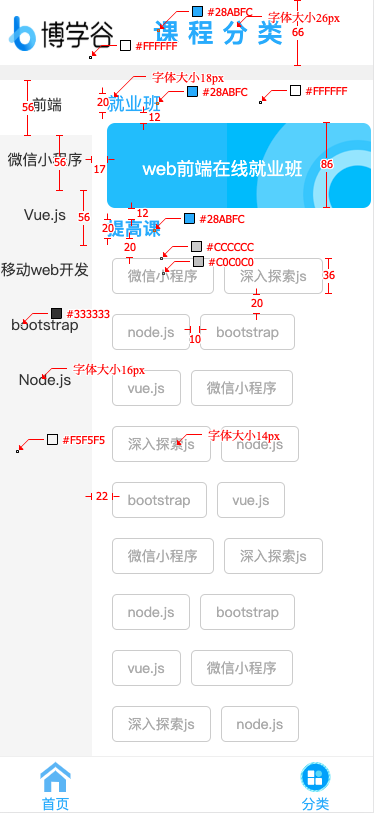 博学谷
课程分类
#28ABFC
字体大小26px
66
#FFFFFF
字体大小18px
56
前端
20
就业班
#28ABFC
#FFFFFF
12
微信小程序
56
17
web前端在线就业班
86
Vue.js
56
12
#28ABFC
20
提高课
移动web开发
20
#CCCCCC
#C0C0C0
微信小程序
深入探索js
36
20
#333333
bootstrap
node.js
10
bootstrap
Node.js
字体大小16px
vue.js
微信小程序
#F5F5F5
深入探索js
字体大小14px
node.js
22
bootstrap
vue.js
微信小程序
深入探索js
node.js
bootstrap
vue.js
微信小程序
深入探索js
node.js
首页
分类